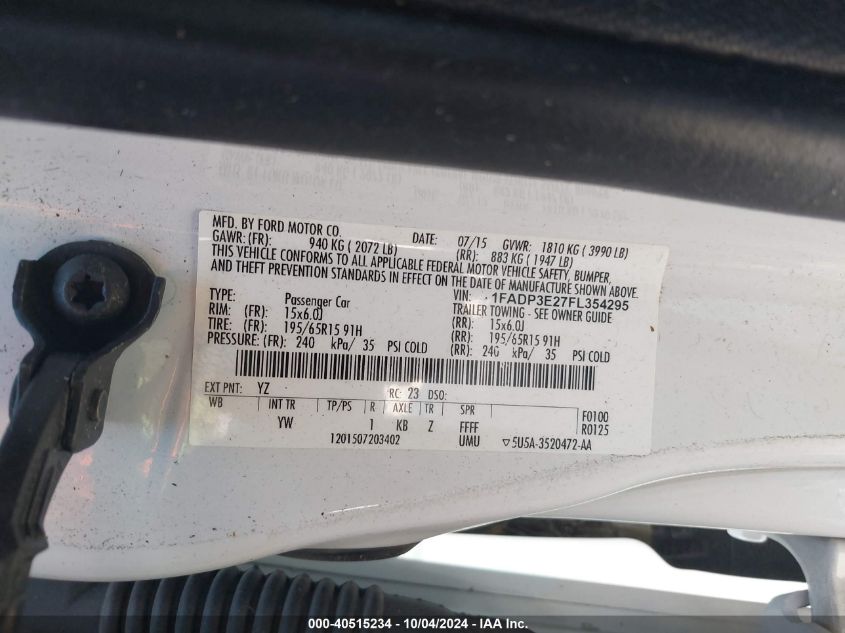 MFD. BY FORD MOTOR CO. DATE: 07/15 GVWR: 1810 KG ( 3990 LB)
GAWR: (FR): 940 KG ( 2072 LB) (RR): 883 KG ( 1947 LB)
THIS VEHICLE CONFORMS TO ALL APPLICABLE FEDERAL MOTOR VEHICLE SAFETY, BUMPER,
AND THEFT PREVENTION STANDARDS IN EFFECT ON THE DATE OF MANUFACTURE SHOWN ABOVE.
VIN: 1FADP3E27FL354295
TYPE: Passenger Car TRAILER TOWING - SEE OWNER GUIDE
RIM: (FR): 15x6.0J (RR): 15x6.0J
TIRE: (FR): 195/65R15 91H (RR): 195/65R15 91H
PRESSURE: (FR): 240 kPa/ 35 PSI COLD (RR): 240 kPa/ 35 PSI COLD
EXT PNT: YZ RC: 23 DSO:
WB INT TR TP/PS R AXLE TR SPR F0100
YW 1 KB Z FFFF R0125
1201507203402 UMU ▽5U5A-3520472-AA
000-40515234 - 10/04/2024 - IAA Inc.